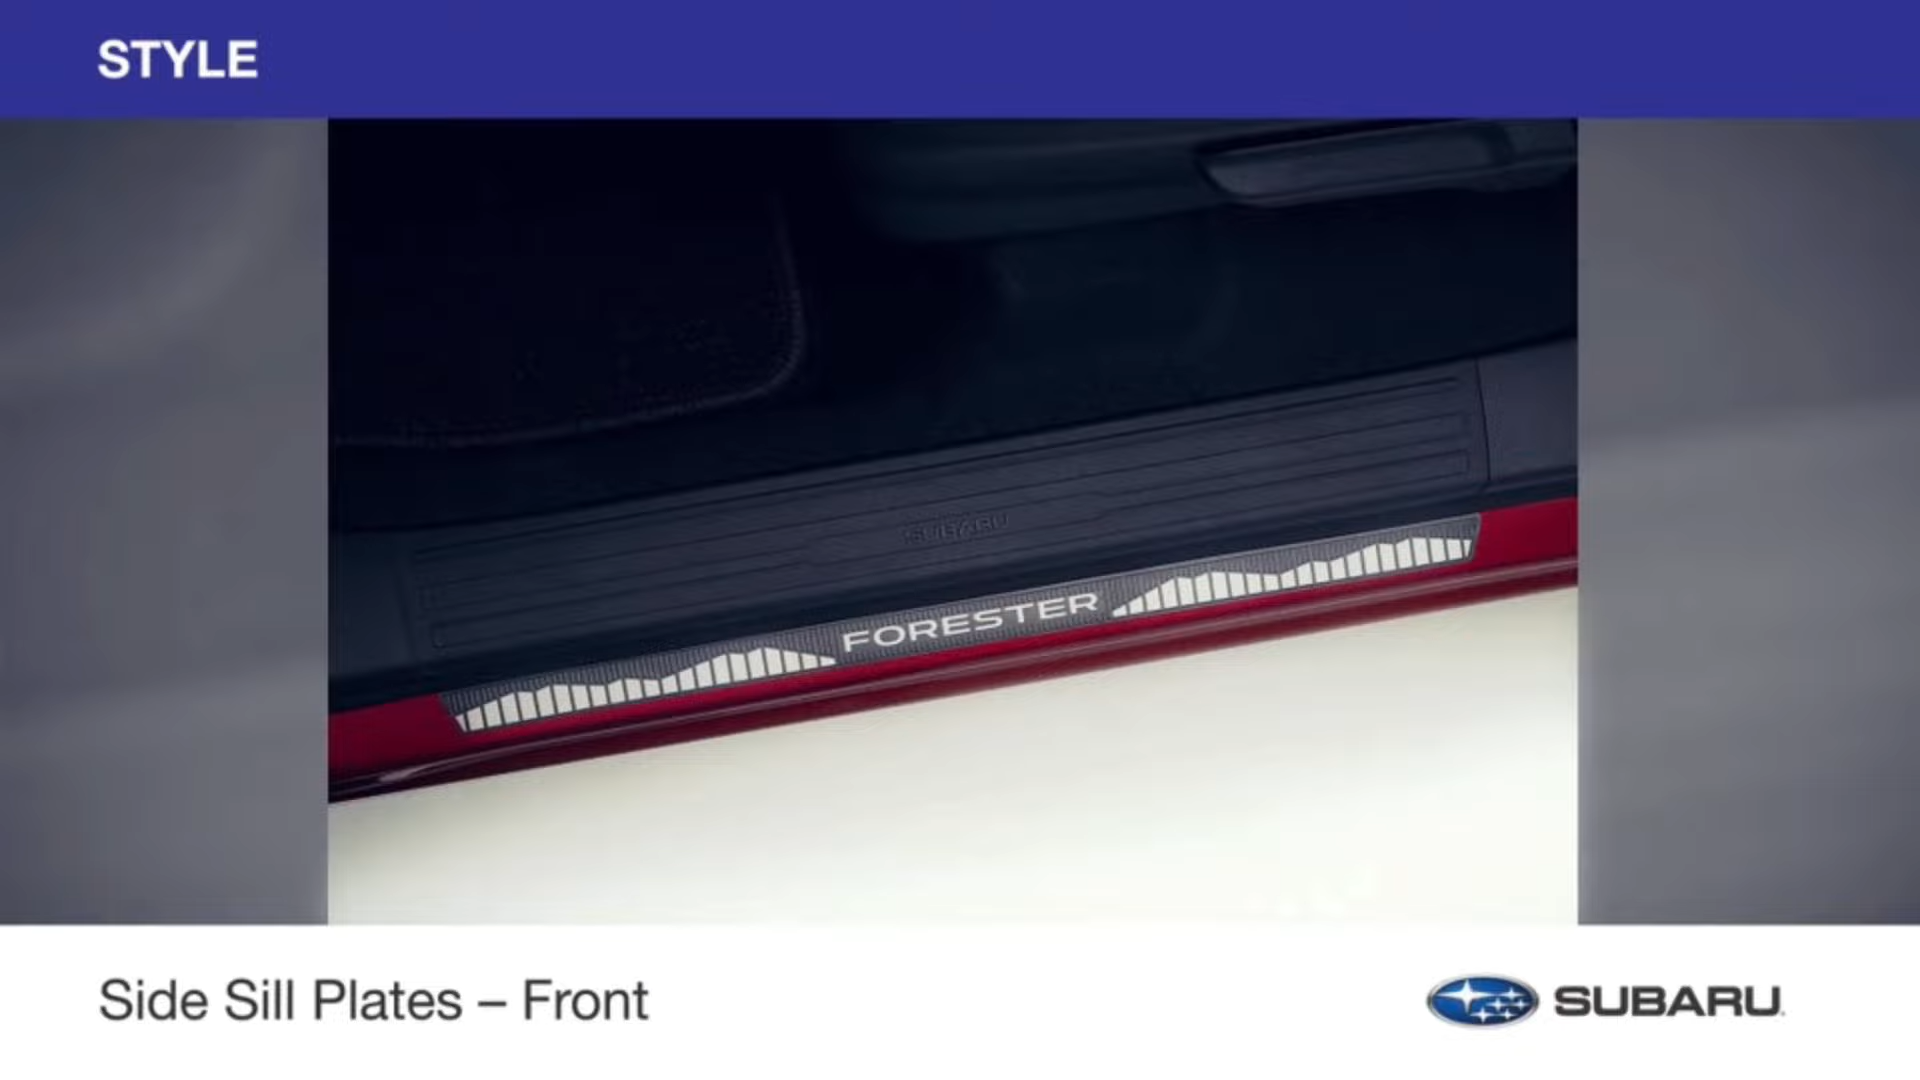 STYLE
SUBARU
FORESTER
Side Sill Plates – Front
SUBARU